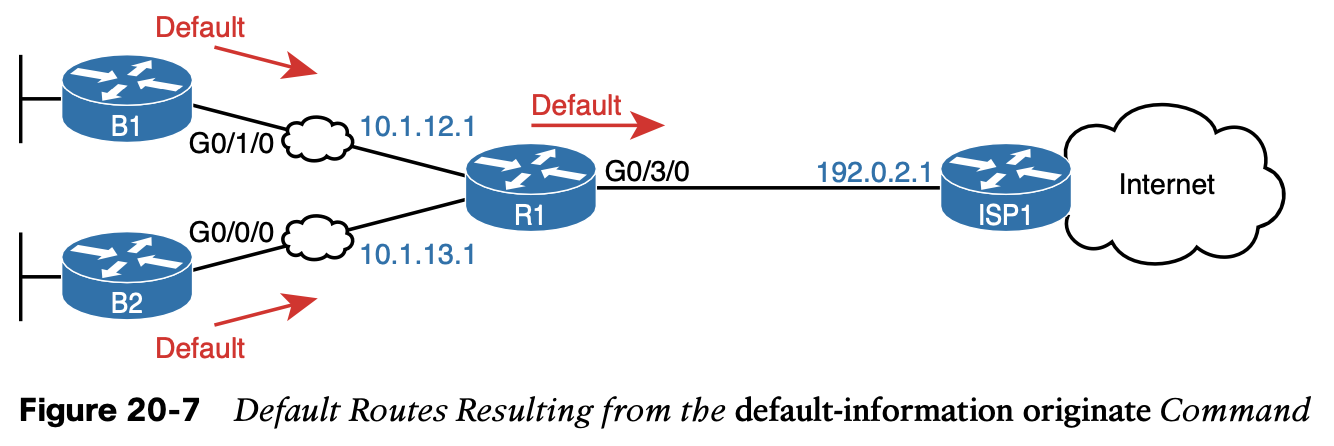 Default
B1
G0/1/0
10.1.12.1
Default
R1
G0/3/0
192.0.2.1
ISP1
Internet
B2
G0/0/0
10.1.13.1
Default
Figure 20-7 Default Routes Resulting from the default-information originate Command